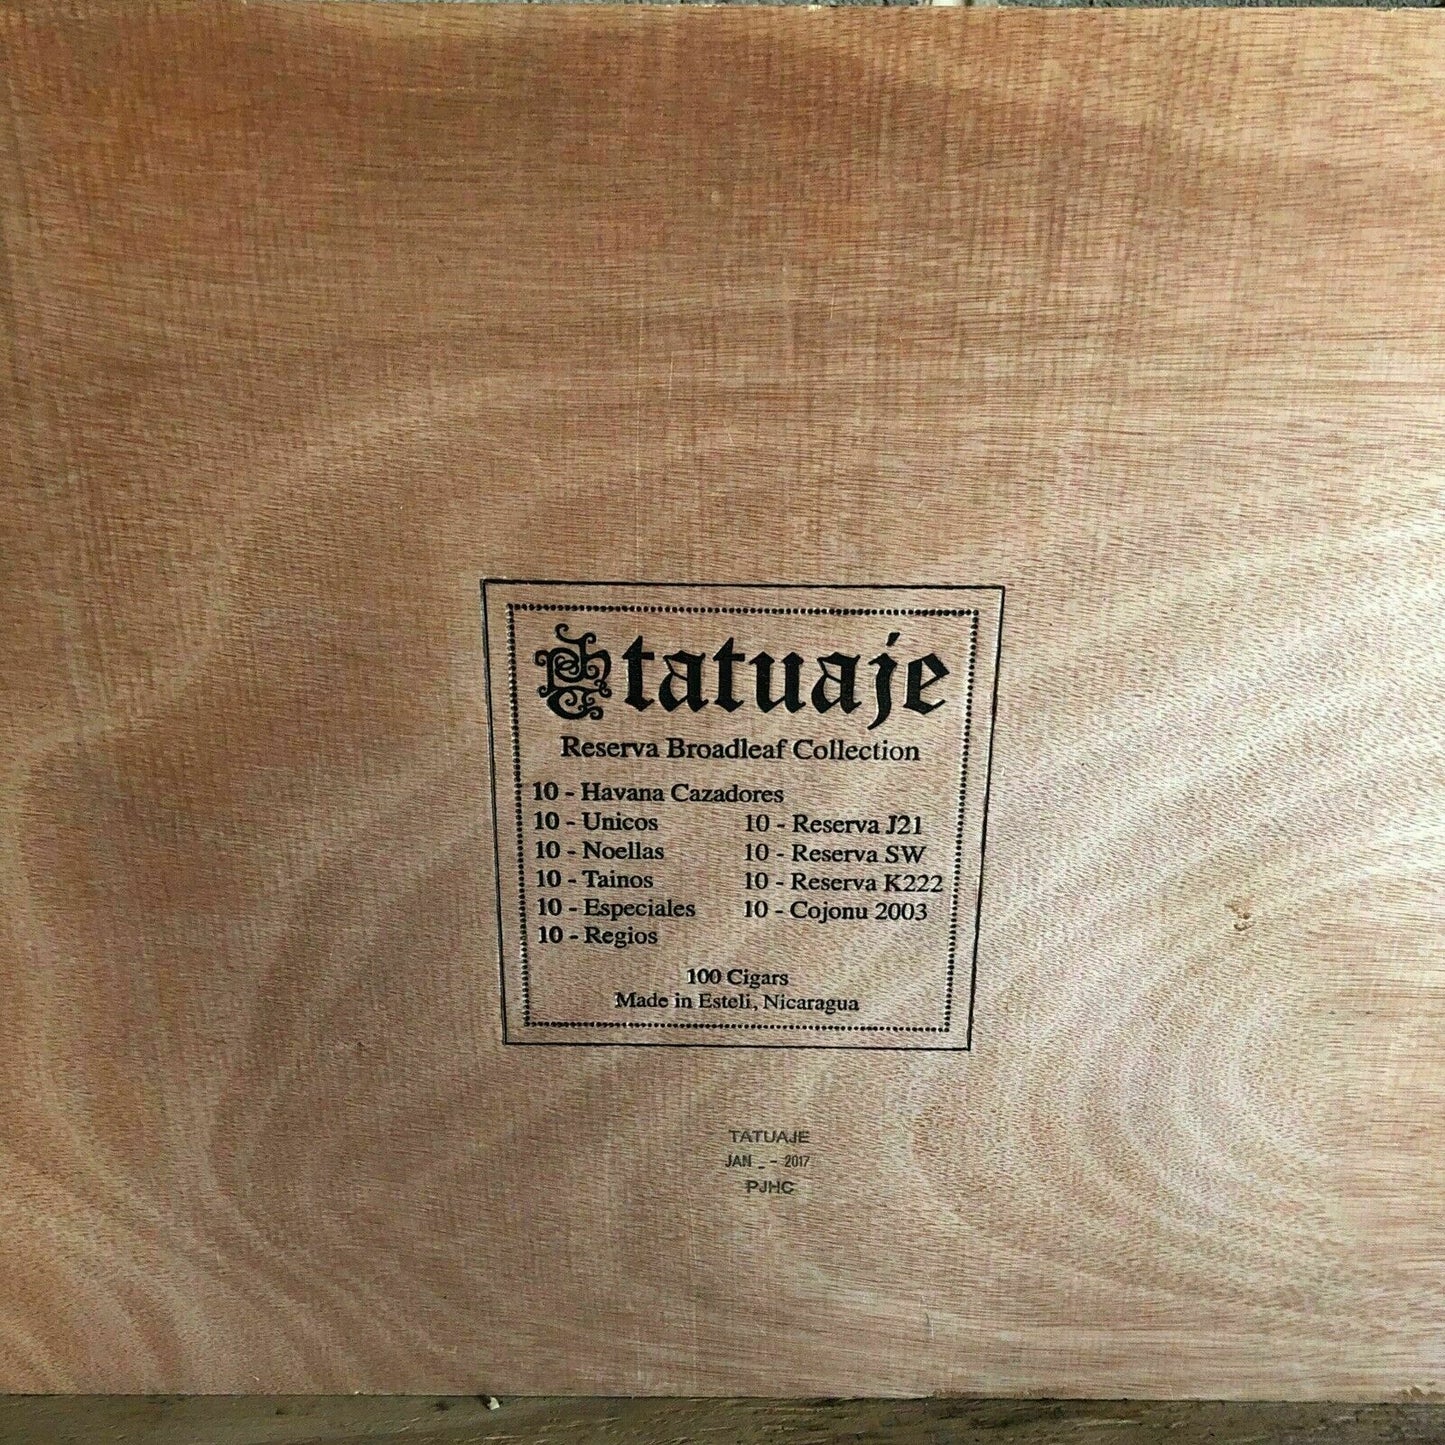 tatuaje
Reserva Broadleaf Collection
10 - Havana Cazadores
10 - Unicos
10 - Noellas
10 - Tainos
10 - Especiales
10 - Regios
10 - Reserva J21
10 - Reserva SW
10 - Reserva K222
10 - Cojonu 2003
100 Cigars
Made in Esteli, Nicaragua
TATUAJE
JAN - - 2017
PJHC